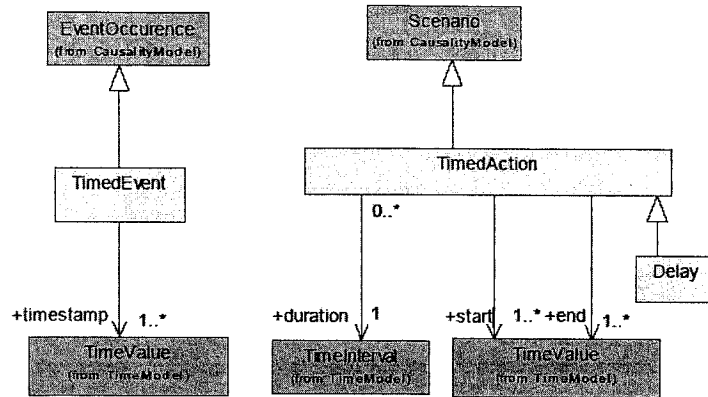 EventOccurence
(from CausalityModel)
TimedEvent
+timestamp
1..*
TimeValue
(from TimeModel)
Scenario
(from CausalityModel)
TimedAction
0..*
Delay
+duration
1
+start
1..*
+end
1..*
TimeInterval
(from TimeModel)
TimeValue
(from TimeModel)